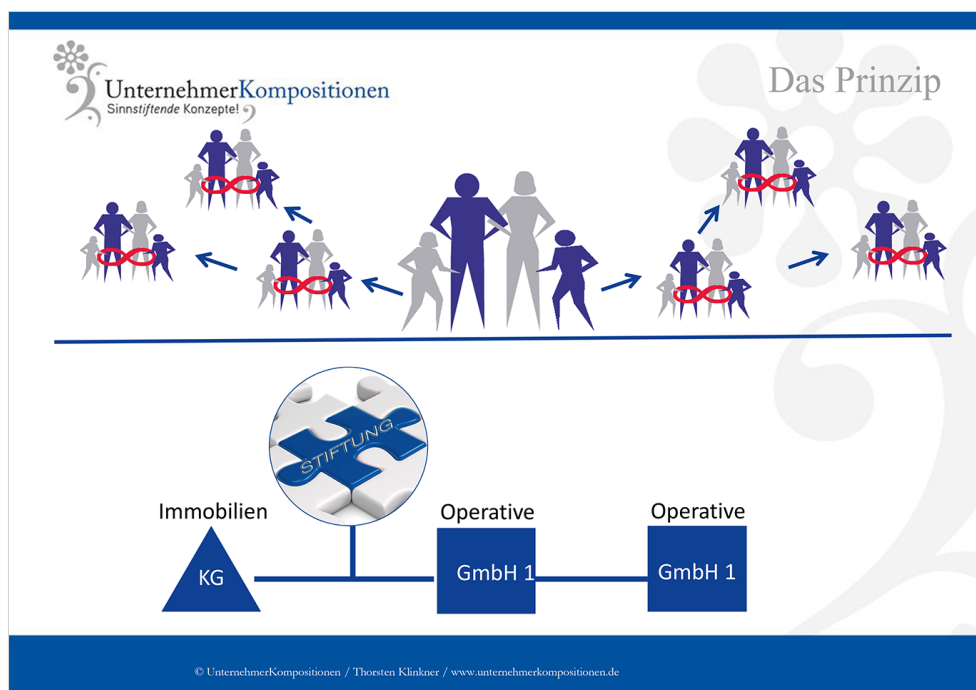 UnternehmerKompositionen
Sinnstiftende Konzepte!
Das Prinzip
STIFTUNG
Immobilien
Operative
Operative
KG
GmbH 1
GmbH 1
© UnternehmerKompositionen / Thorsten Klinkner / www.unternehmerkompositionen.de